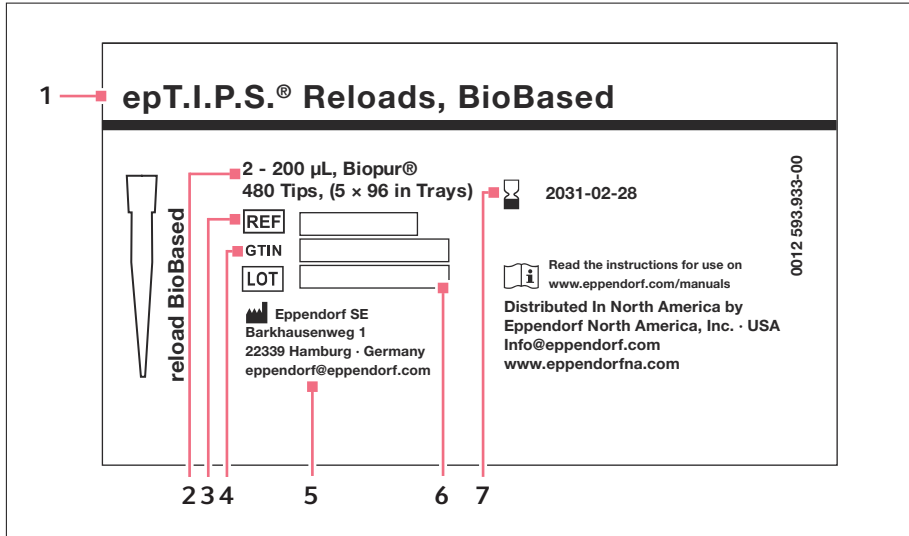 1
epT.I.P.S.® Reloads, BioBased
reload BioBased
2 - 200 µL, Biopur®
480 Tips, (5 × 96 in Trays)
REF
GTIN
LOT
Eppendorf SE
Barkhausenweg 1
22339 Hamburg · Germany
eppendorf@eppendorf.com
2031-02-28
i
Read the instructions for use on
www.eppendorf.com/manuals
Distributed In North America by
Eppendorf North America, Inc. · USA
Info@eppendorf.com
www.eppendorfna.com
0012 593.933-00
2 3 4 5 6 7